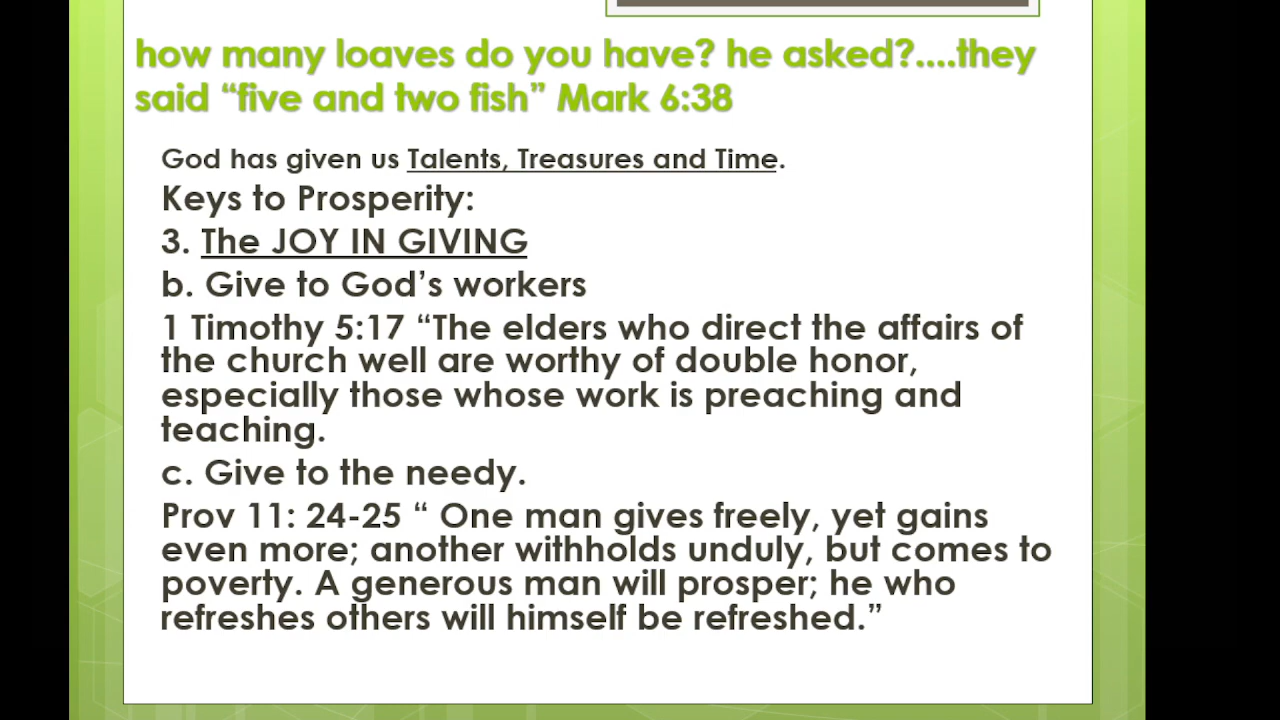 how many loaves do you have? he asked?....they
said “five and two fish” Mark 6:38
God has given us Talents, Treasures and Time.
Keys to Prosperity:
3. The JOY IN GIVING
b. Give to God’s workers
1 Timothy 5:17 “The elders who direct the affairs of
the church well are worthy of double honor,
especially those whose work is preaching and
teaching.
c. Give to the needy.
Prov 11: 24-25 “ One man gives freely, yet gains
even more; another withholds unduly, but comes to
poverty. A generous man will prosper; he who
refreshes others will himself be refreshed.”